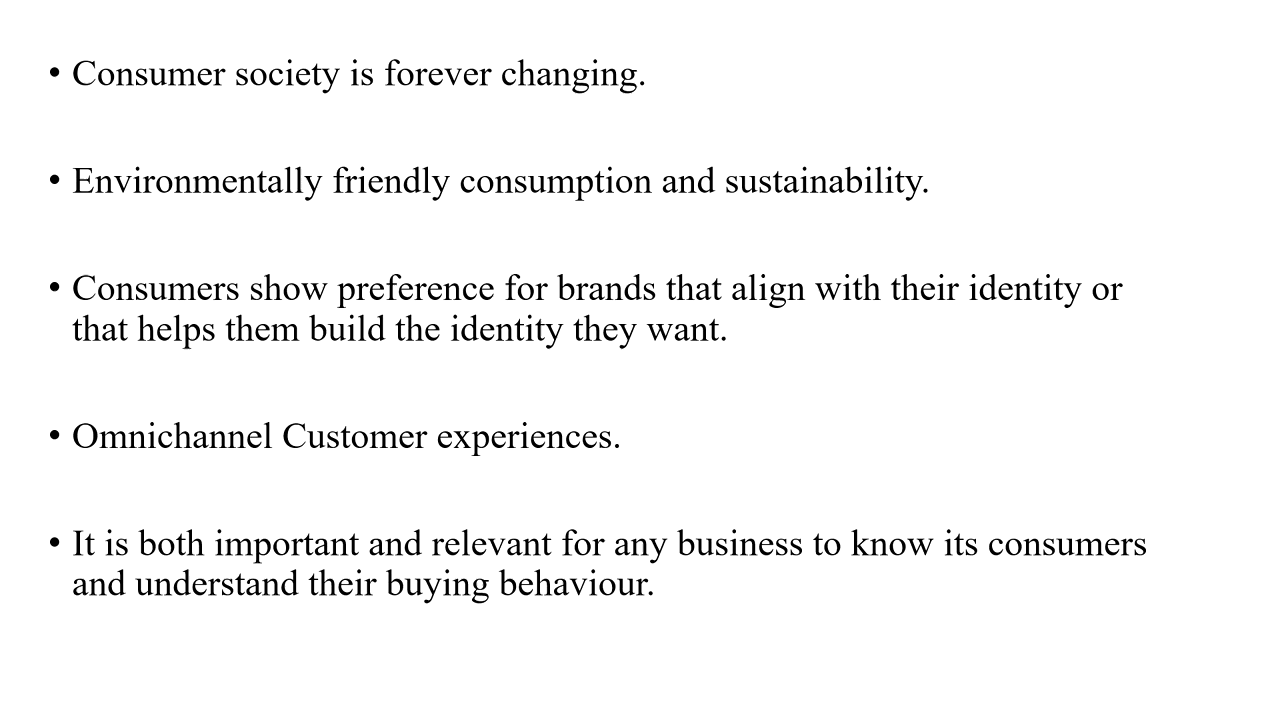 • Consumer society is forever changing.
• Environmentally friendly consumption and sustainability.
• Consumers show preference for brands that align with their identity or
that helps them build the identity they want.
• Omnichannel Customer experiences.
• It is both important and relevant for any business to know its consumers
and understand their buying behaviour.